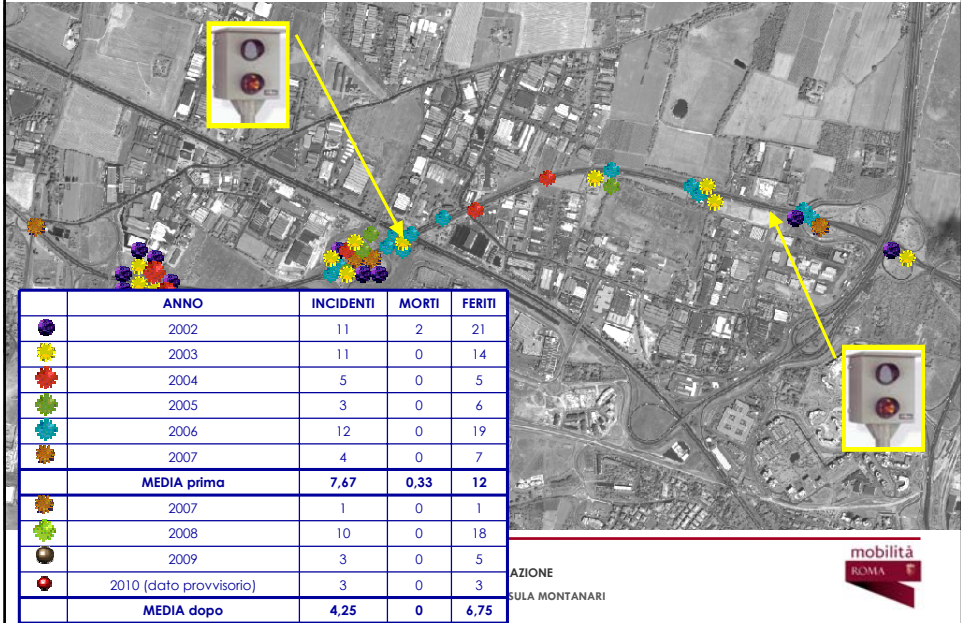 ANNO INCIDENTI MORTI FERITI
2002 11 2 21
2003 11 0 14
2004 5 0 5
2005 3 0 6
2006 12 0 19
2007 4 0 7
MEDIA prima 7,67 0,33 12
2007 1 0 1
2008 10 0 18
2009 3 0 5
2010 (dato provvisorio) 3 0 3
MEDIA dopo 4,25 0 6,75
AZIONE
SULA MONTANARI
mobilità
ROMA